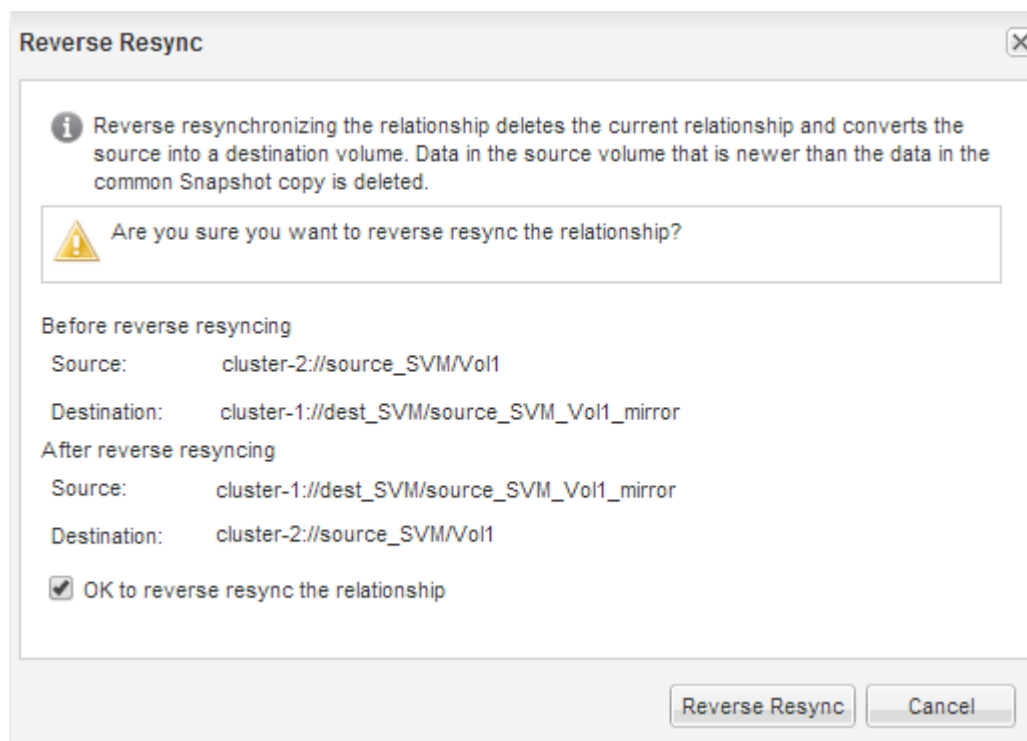 Reverse Resync
Reverse resynchronizing the relationship deletes the current relationship and converts the
source into a destination volume. Data in the source volume that is newer than the data in the
common Snapshot copy is deleted.
Are you sure you want to reverse resync the relationship?
Before reverse resyncing
Source: cluster-2://source_SVM/Vol1
Destination: cluster-1://dest_SVM/source_SVM_Vol1_mirror
After reverse resyncing
Source: cluster-1://dest_SVM/source_SVM_Vol1_mirror
Destination: cluster-2://source_SVM/Vol1
OK to reverse resync the relationship
Reverse Resync Cancel